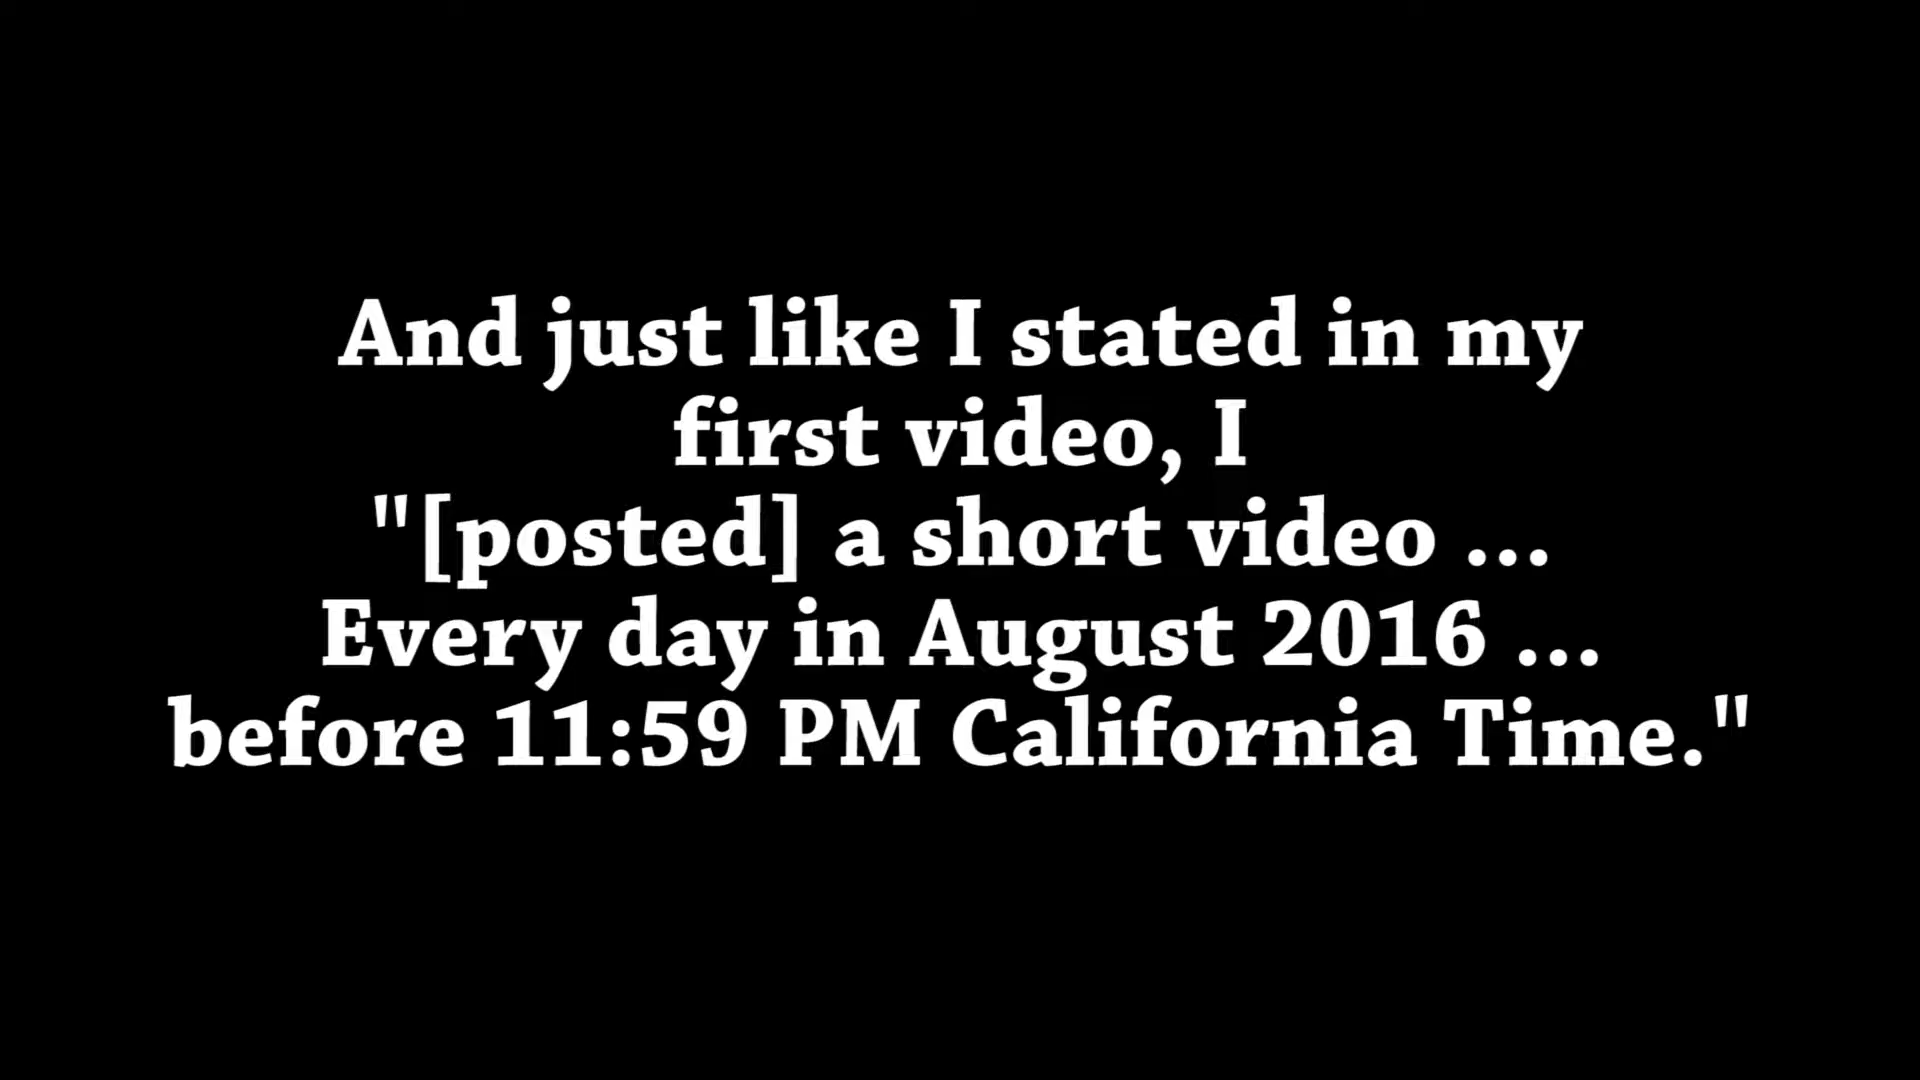 And just like I stated in my
first video, I
"[posted] a short video ...
Every day in August 2016 ...
before 11:59 PM California Time."